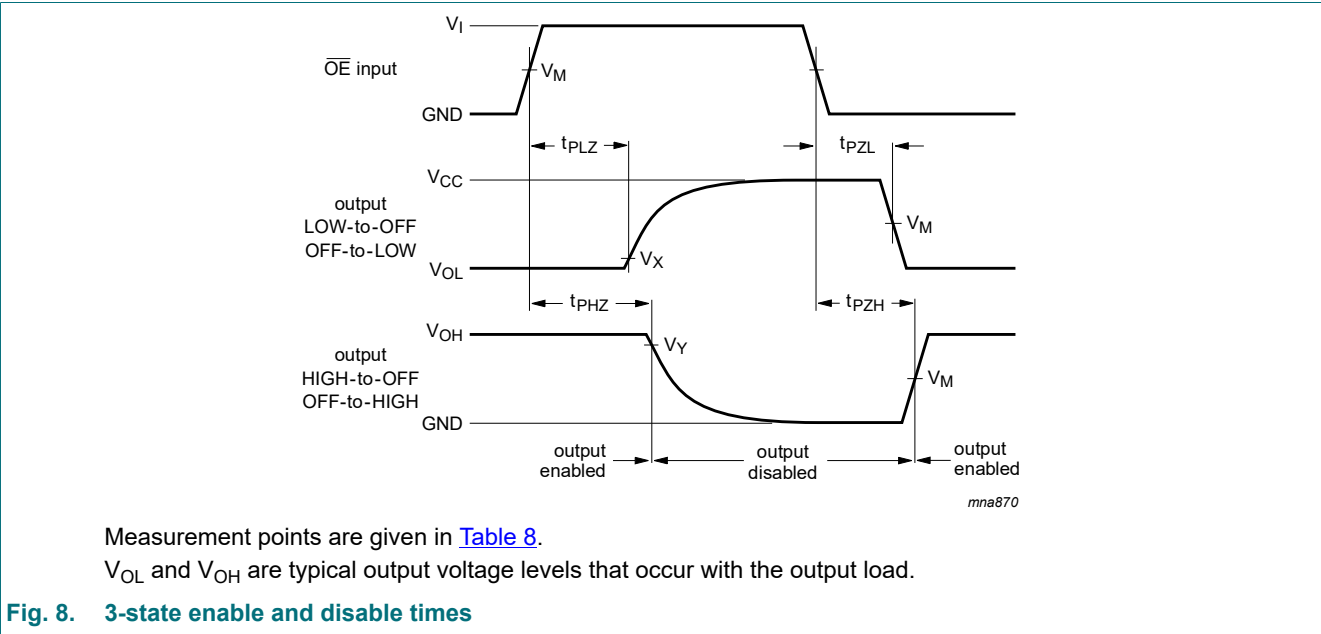 VI
OE input
VM
GND
tPLZ
tPZL
VCC
output
LOW-to-OFF
OFF-to-LOW
VM
VX
VOL
tPHZ
tPZH
VOH
VY
output
HIGH-to-OFF
OFF-to-HIGH
VM
GND
output
enabled
output
disabled
output
enabled
mna870
Measurement points are given in Table 8.
VOL and VOH are typical output voltage levels that occur with the output load.
Fig. 8. 3-state enable and disable times